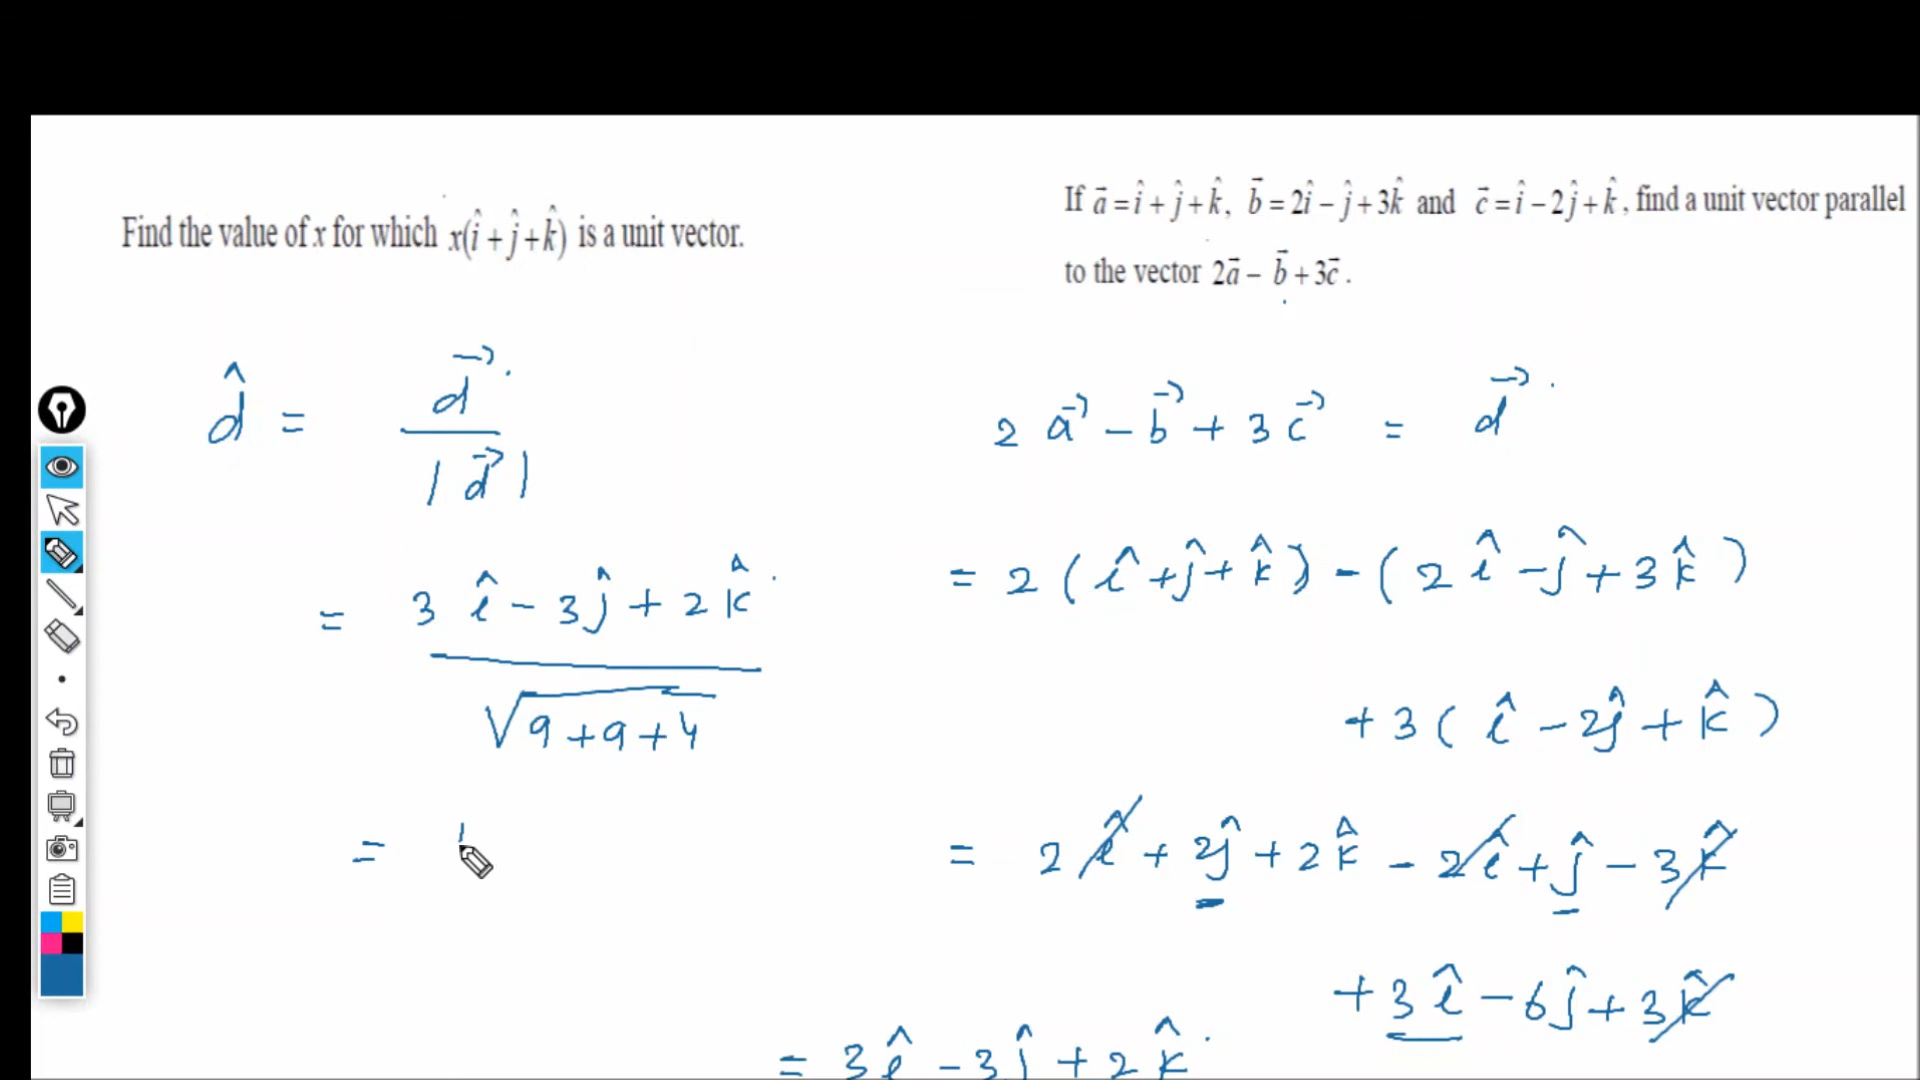 Find the value of x for which x(î + ĵ + k̂) is a unit vector.
If a⃗ = î + ĵ + k̂, b⃗ = 2î − ĵ + 3k̂ and c⃗ = î − 2ĵ + k̂, find a unit vector parallel
to the vector 2a⃗ − b⃗ + 3c⃗ .
d̂ = d⃗ / |d⃗|
= 3î − 3ĵ + 2k̂ / √9+9+4
=
2a⃗ − b⃗ + 3c⃗ = d⃗
= 2(î + ĵ + k̂) − (2î − ĵ + 3k̂)
+3(î − 2ĵ + k̂)
= 2î + 2ĵ + 2k̂ − 2î + ĵ − 3k̂
+ 3î − 6ĵ + 3k̂
= 3î − 3ĵ + 2k̂